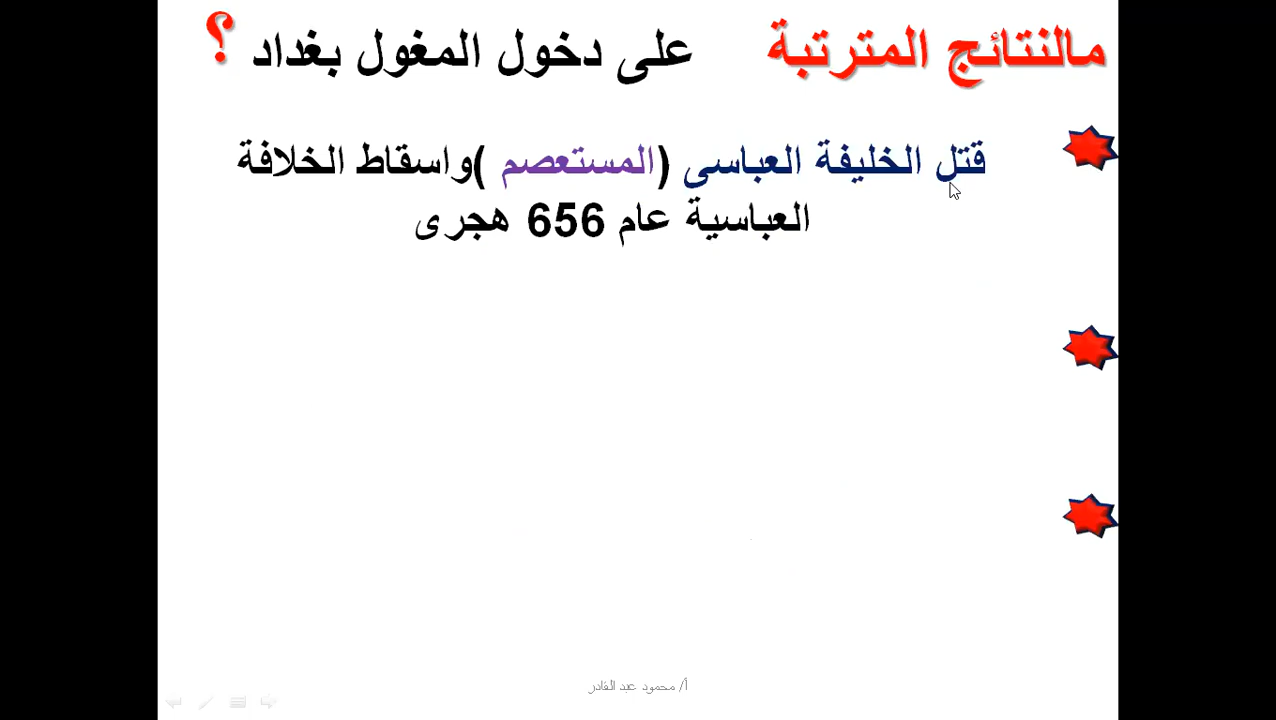 مالنتائج المترتبة على دخول المغول بغداد ؟
قتل الخليفة العباسى (المستعصم )واسقاط الخلافة
العباسية عام 656 هجرى
أ/ محمود عبد القادر